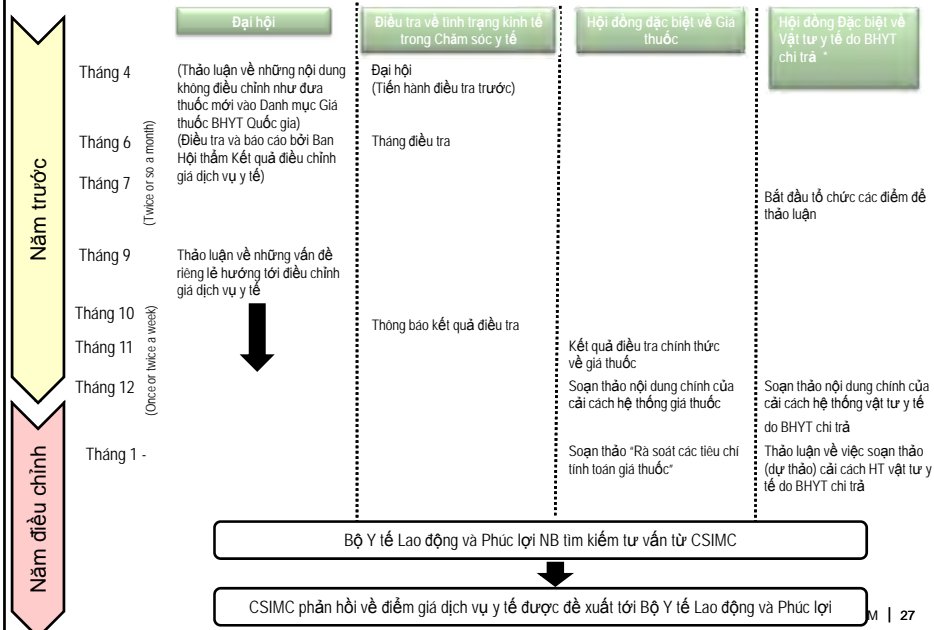 Đại hội
Điều tra về tình trạng kinh tế
trong Chăm sóc y tế
Hội đồng đặc biệt về Giá
thuốc
Hội đồng Đặc biệt về
Vật tư y tế do BHYT
chi trả *
Năm trước
Năm điều chỉnh
(Twice or so a month)
(Once or twice a week)
Tháng 4
(Thảo luận về những nội dung
không điều chỉnh như đưa
thuốc mới vào Danh mục Giá
thuốc BHYT Quốc gia)
Đại hội
(Tiến hành điều tra trước)
Tháng 6
(Điều tra và báo cáo bởi Ban
Hội thẩm Kết quả điều chỉnh
giá dịch vụ y tế)
Tháng điều tra
Tháng 7
Bắt đầu tổ chức các điểm để
thảo luận
Tháng 9
Thảo luận về những vấn đề
riêng lẻ hướng tới điều chỉnh
giá dịch vụ y tế
Tháng 10
Thông báo kết quả điều tra
Tháng 11
Kết quả điều tra chính thức
về giá thuốc
Tháng 12
Soạn thảo nội dung chính của
cải cách hệ thống giá thuốc
Soạn thảo nội dung chính của
cải cách hệ thống vật tư y tế
do BHYT chi trả
Tháng 1 -
Soạn thảo "Rà soát các tiêu chí
tính toán giá thuốc"
Thảo luận về việc soạn thảo
(dự thảo) cải cách HT vật tư y
tế do BHYT chi trả
Bộ Y tế Lao động và Phúc lợi NB tìm kiếm tư vấn từ CSIMC
CSIMC phản hồi về điểm giá dịch vụ y tế được đề xuất tới Bộ Y tế Lao động và Phúc lợi
M | 27